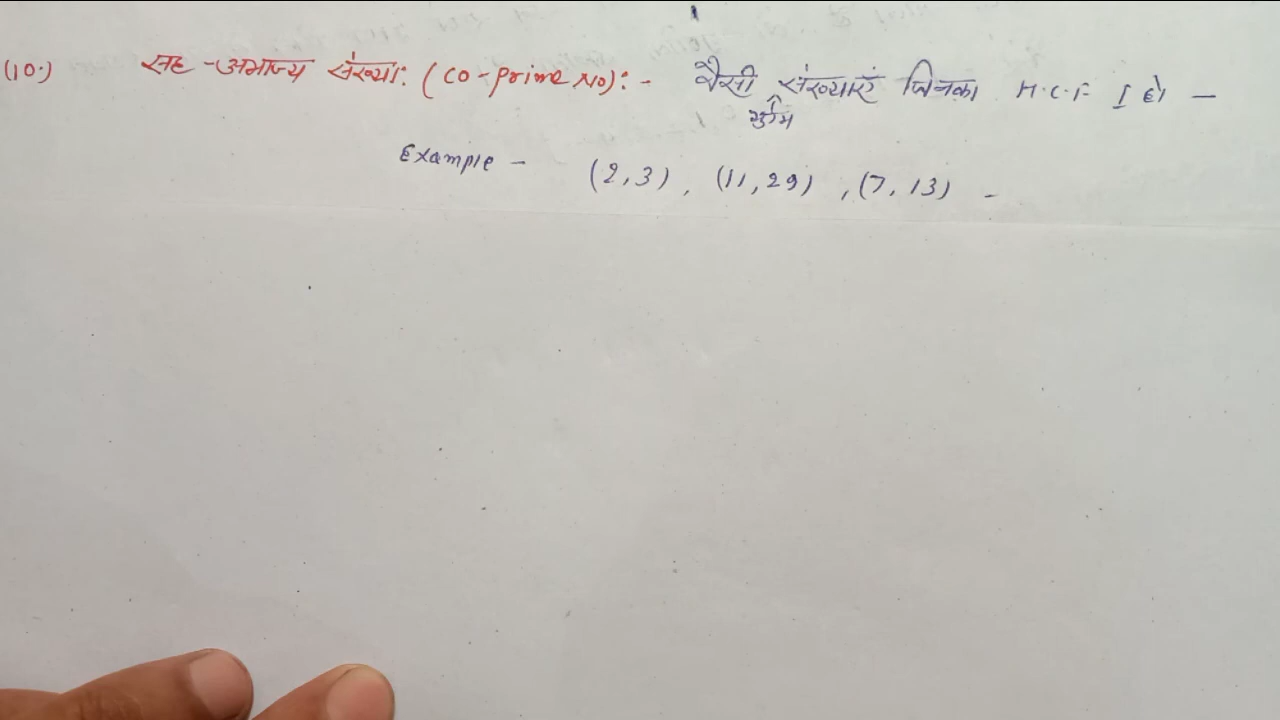 (10.) सह-अभाज्य संख्या: (Co-Prime No):- वैसी संख्याएं जिनका H.C.F 1 हो -
युग्म
Example - (2,3), (11,29), (7,13) -